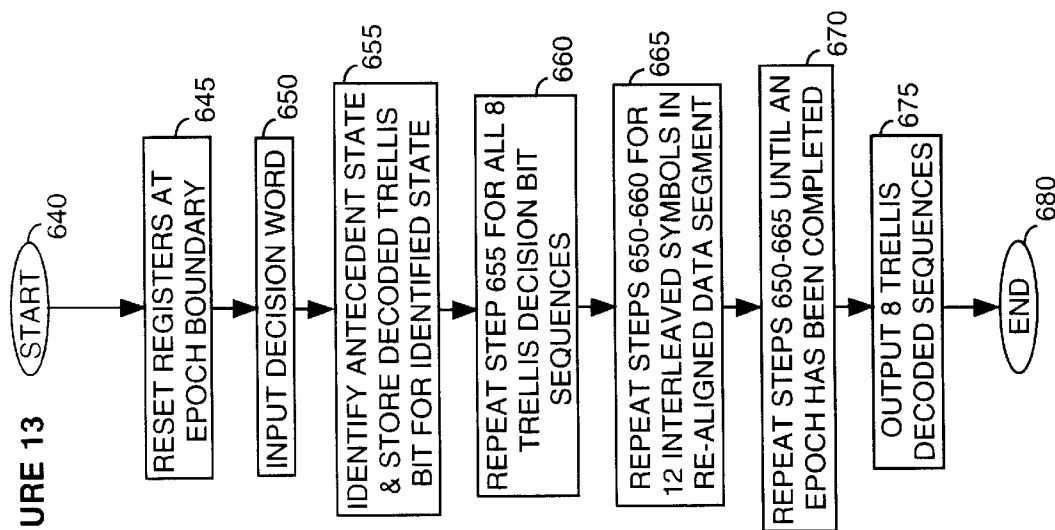 URE 13
START
640
RESET REGISTERS AT
EPOCH BOUNDARY
645
INPUT DECISION WORD
650
IDENTIFY ANTECEDENT STATE
& STORE DECODED TRELLIS
BIT FOR IDENTIFIED STATE
655
REPEAT STEP 655 FOR ALL 8
TRELLIS DECISION BIT
SEQUENCES
660
REPEAT STEPS 650-660 FOR
12 INTERLEAVED SYMBOLS IN
RE-ALIGNED DATA SEGMENT
665
REPEAT STEPS 650-665 UNTIL AN
EPOCH HAS BEEN COMPLETED
670
OUTPUT 8 TRELLIS
DECODED SEQUENCES
675
END
680